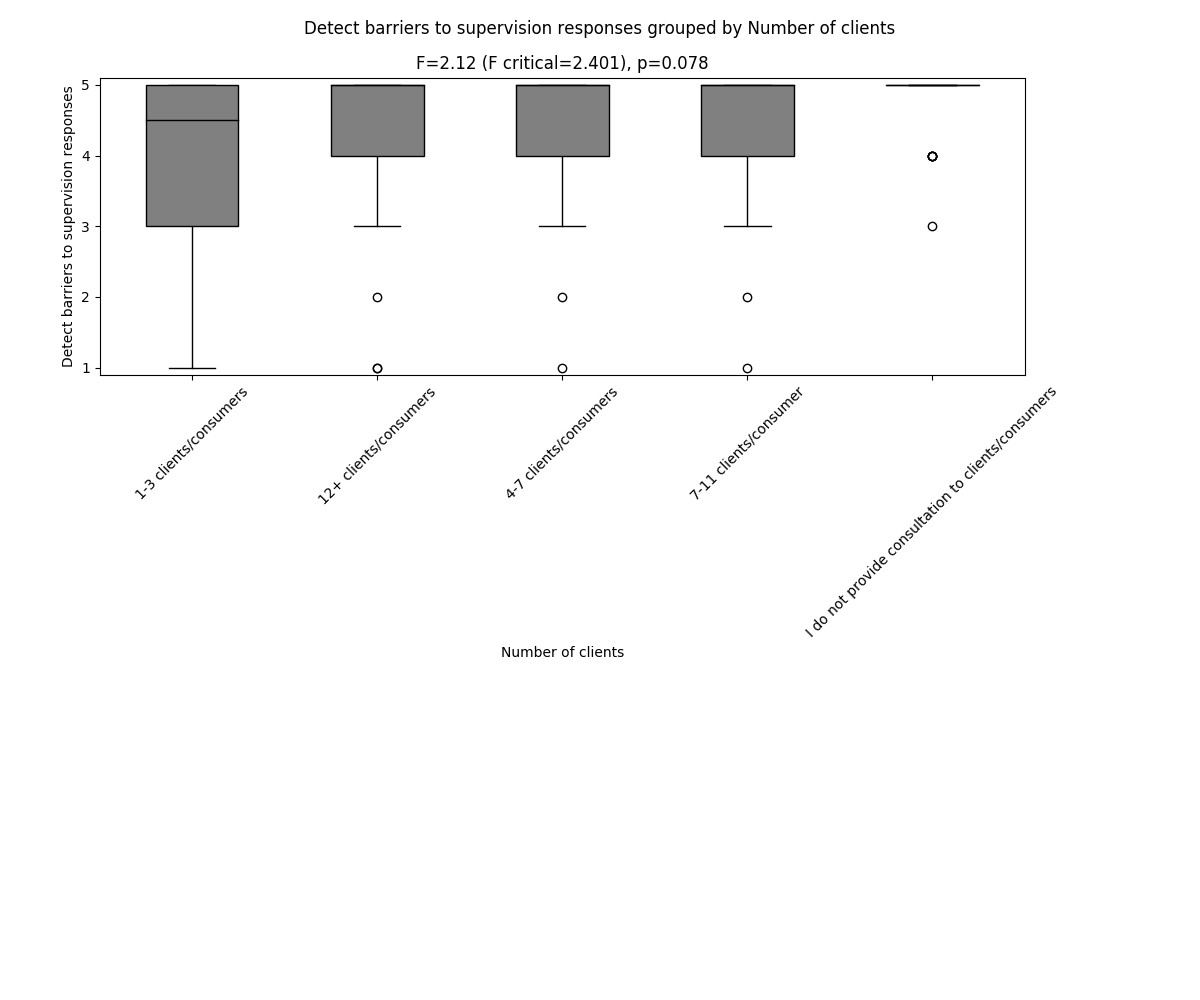 Detect barriers to supervision responses grouped by Number of clients
F=2.12 (F critical=2.401), p=0.078
Detect barriers to supervision responses
5
4
3
2
1
1-3 clients/consumers
12+ clients/consumers
4-7 clients/consumers
7-11 clients/consumer
I do not provide consultation to clients/consumers
Number of clients